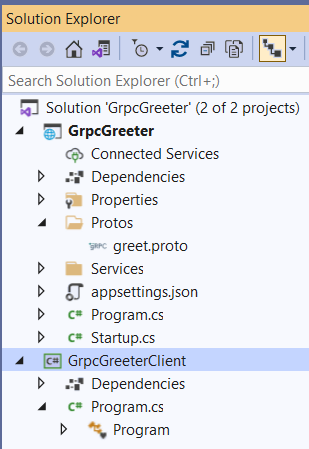 Solution Explorer
Search Solution Explorer (Ctrl+;)
Solution 'GrpcGreeter' (2 of 2 projects)
GrpcGreeter
Connected Services
Dependencies
Properties
Protos
GRPC greet.proto
Services
appsettings.json
C# Program.cs
C# Startup.cs
C# GrpcGreeterClient
Dependencies
C# Program.cs
Program